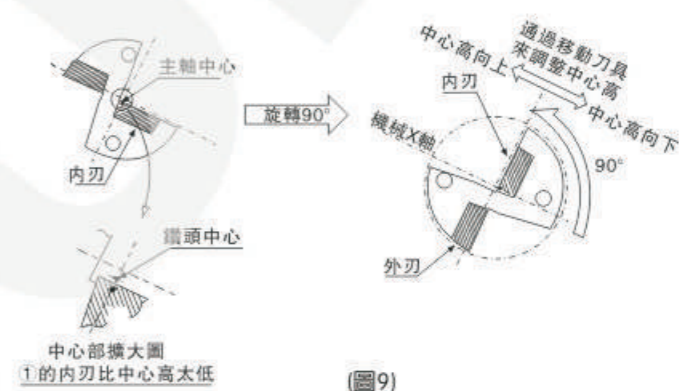 主軸中心
內刃
旋轉90°
鑽頭中心
中心部擴大圖
①的內刃比中心高太低
中心高向上
通過移動刀具
來調整中心高
中心高向下
內刃
機械X軸
90°
外刃
(圖9)